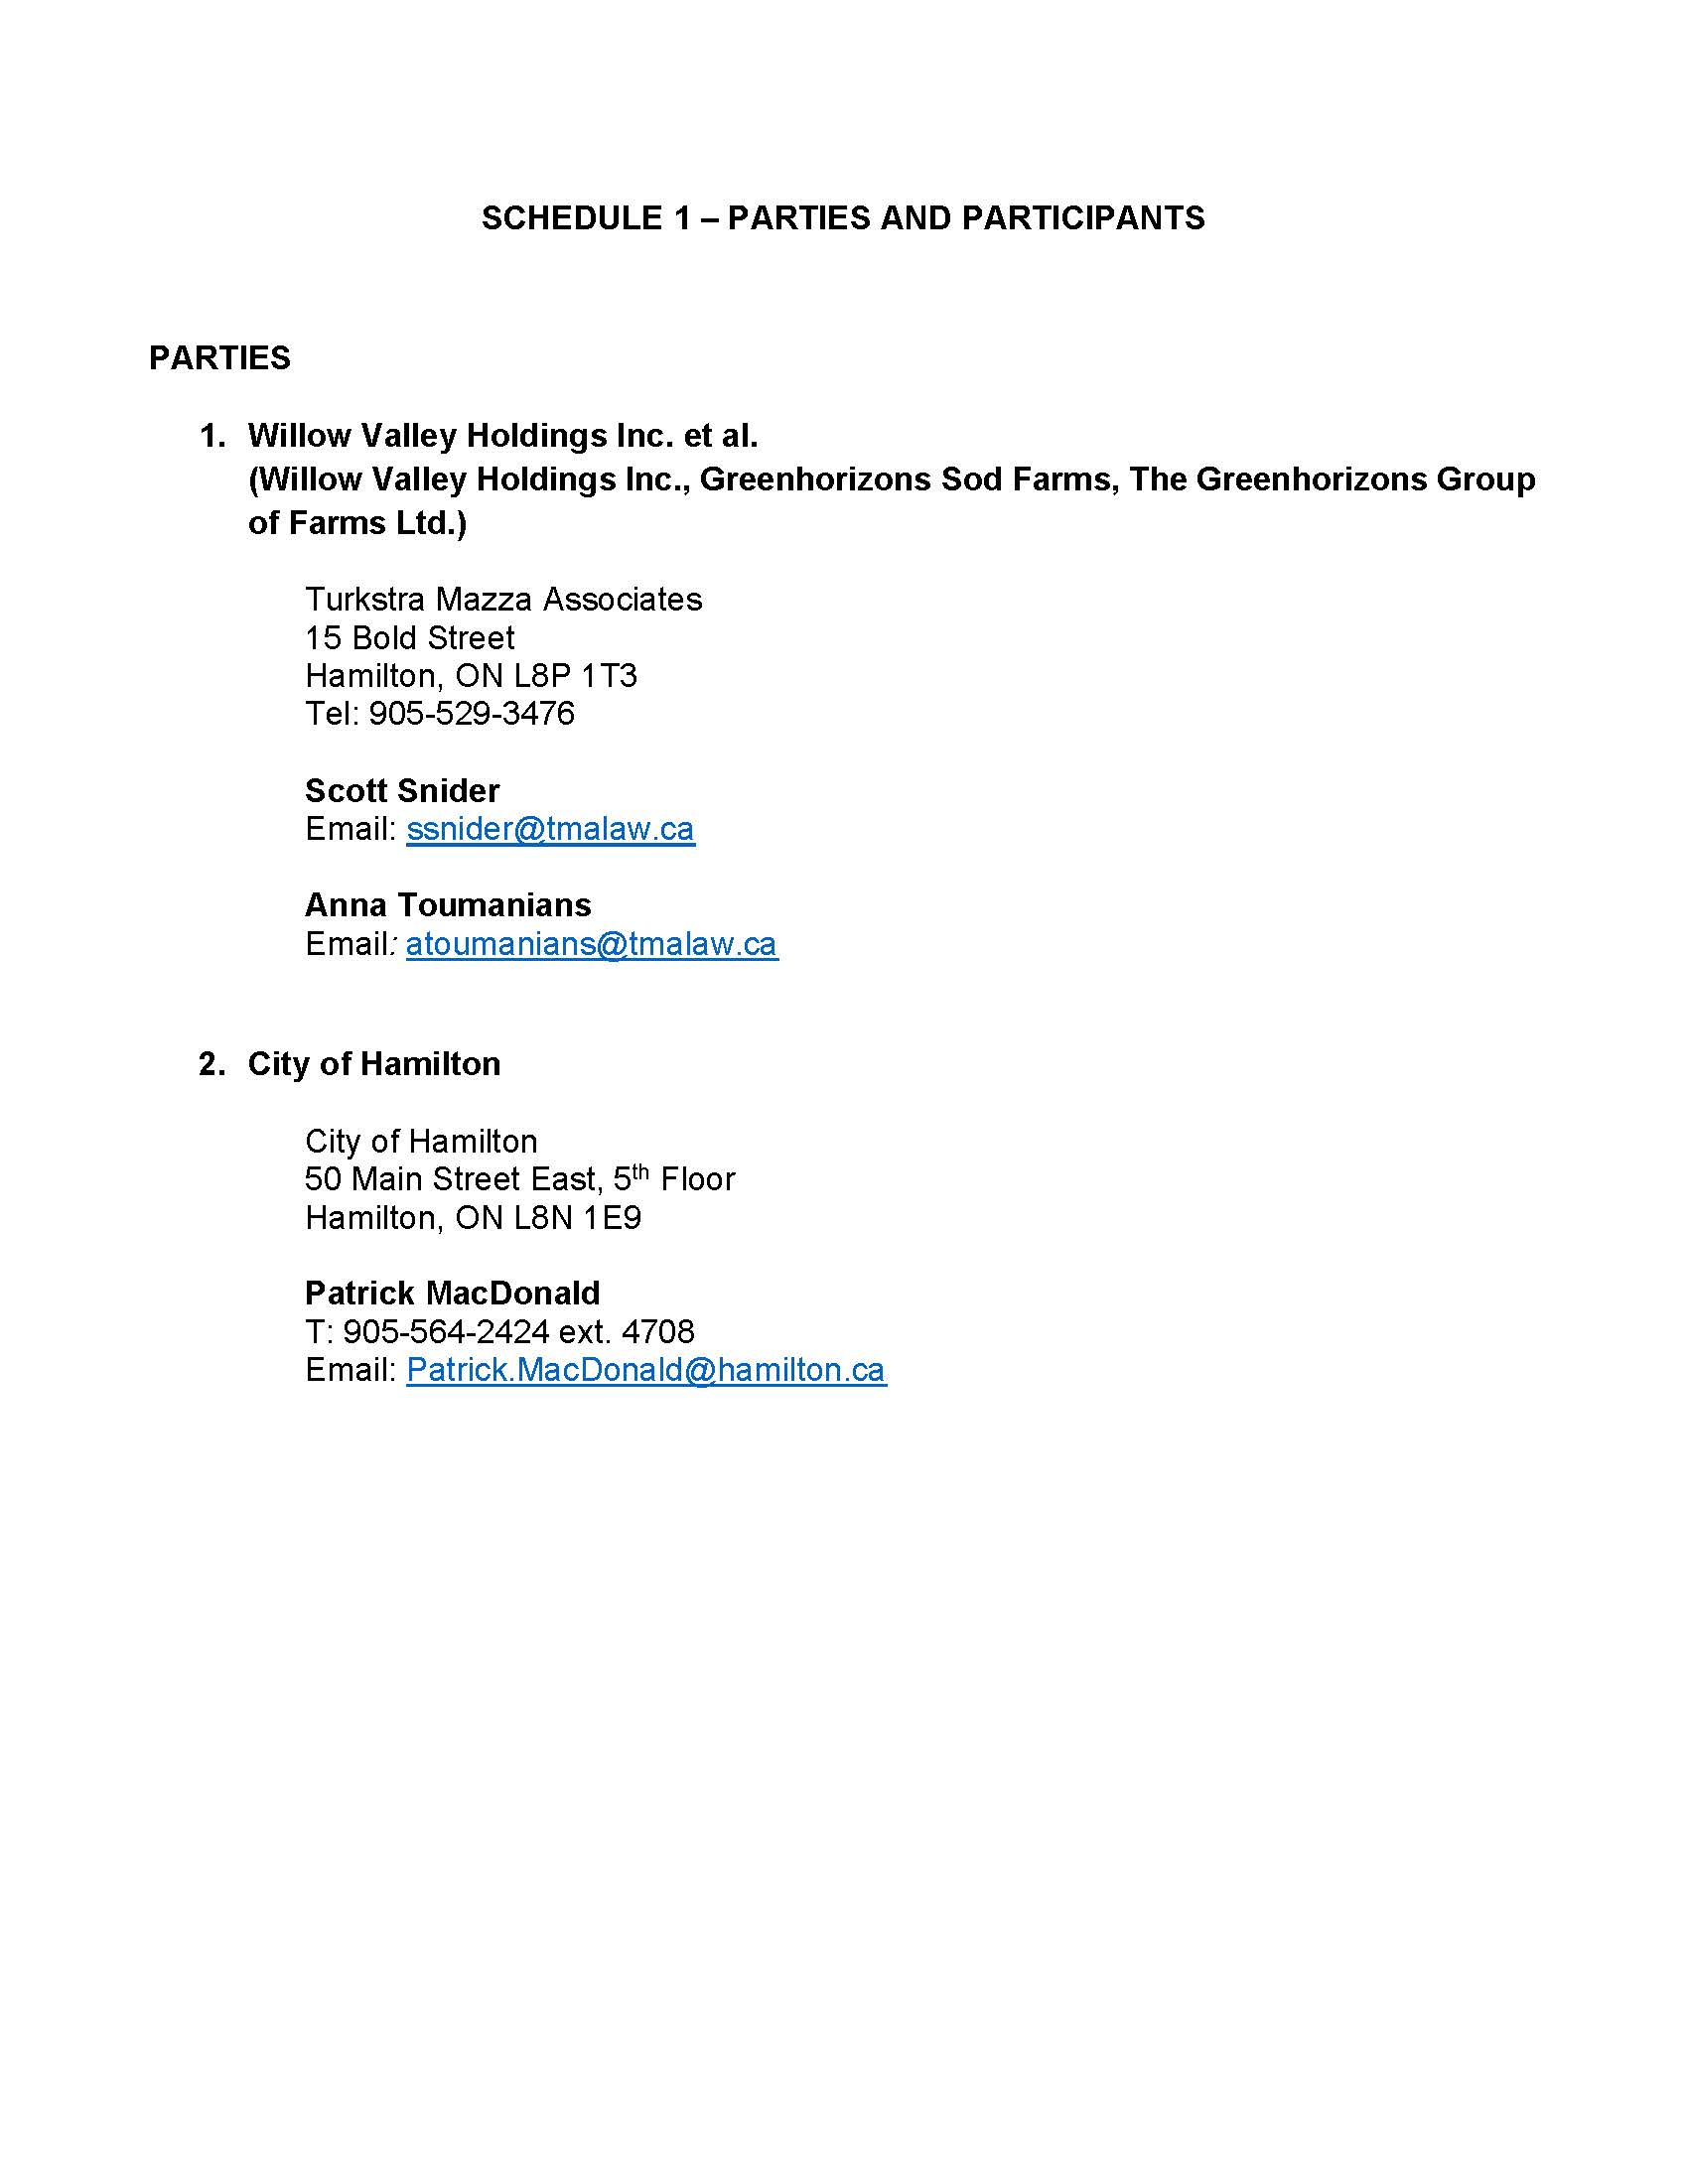 SCHEDULE 1 – PARTIES AND PARTICIPANTS
PARTIES
1. Willow Valley Holdings Inc. et al.
(Willow Valley Holdings Inc., Greenhorizons Sod Farms, The Greenhorizons Group
of Farms Ltd.)
Turkstra Mazza Associates
15 Bold Street
Hamilton, ON L8P 1T3
Tel: 905-529-3476
Scott Snider
Email: ssnider@tmalaw.ca
Anna Toumanians
Email: atoumanians@tmalaw.ca
2. City of Hamilton
City of Hamilton
50 Main Street East, 5th Floor
Hamilton, ON L8N 1E9
Patrick MacDonald
T: 905-564-2424 ext. 4708
Email: Patrick.MacDonald@hamilton.ca